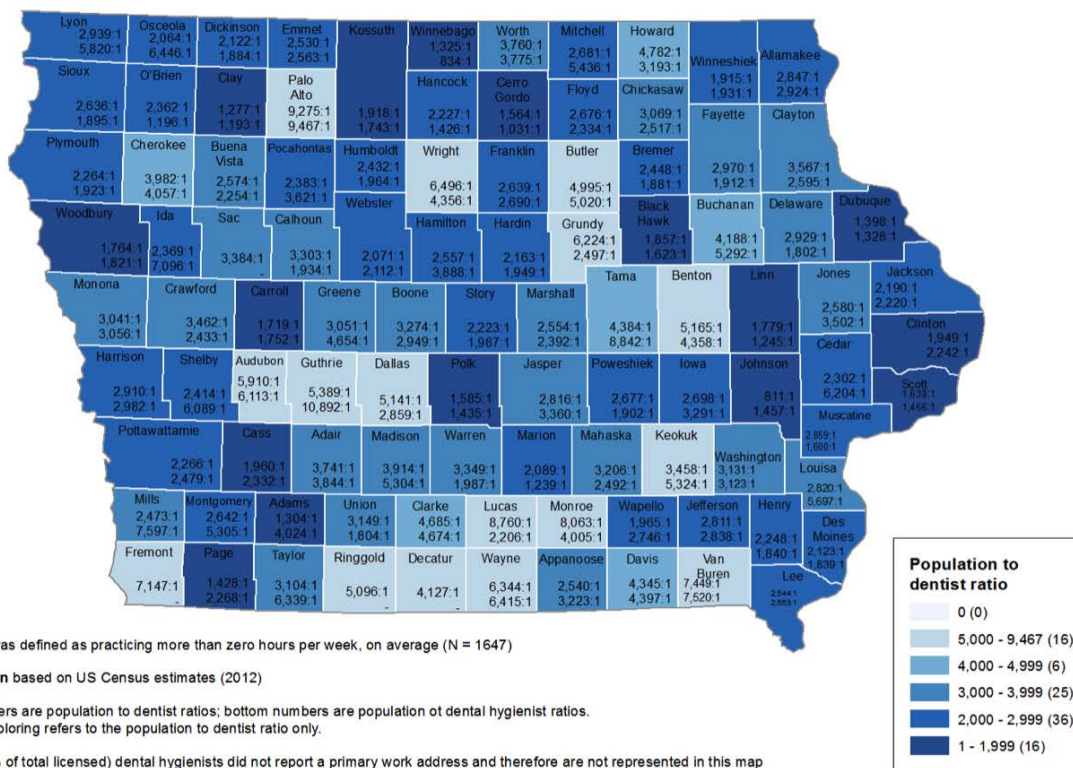 Lyon
2,939:1
5,820:1
Osceola
2,064:1
6,446:1
Dickinson
2,122:1
1,884:1
Emmet
2,530:1
2,563:1
Kossuth
1,918:1
1,743:1
Winnebago
1,325:1
834:1
Worth
3,760:1
3,775:1
Mitchell
2,681:1
5,436:1
Howard
4,782:1
3,193:1
Winneshiek
1,915:1
1,931:1
Allamakee
2,847:1
2,924:1
Sioux
2,636:1
1,895:1
O'Brien
2,362:1
1,196:1
Clay
1,277:1
1,193:1
Palo
Alto
9,275:1
9,467:1
Hancock
2,227:1
1,426:1
Cerro
Gordo
1,564:1
1,031:1
Floyd
2,676:1
2,334:1
Chickasaw
3,069:1
2,517:1
Fayette
2,970:1
1,912:1
Clayton
3,567:1
2,595:1
Plymouth
2,264:1
1,923:1
Cherokee
3,982:1
4,057:1
Buena
Vista
2,574:1
2,254:1
Pocahontas
2,383:1
3,621:1
Humboldt
2,432:1
1,964:1
Wright
6,496:1
4,356:1
Franklin
2,639:1
2,690:1
Butler
4,995:1
5,020:1
Bremer
2,448:1
1,881:1
Woodbury
1,764:1
1,821:1
Ida
2,369:1
7,096:1
Sac
3,384:1
-
Calhoun
3,303:1
1,934:1
Webster
2,071:1
2,112:1
Hamilton
2,557:1
3,888:1
Hardin
2,163:1
1,949:1
Grundy
6,224:1
2,497:1
Black
Hawk
1,857:1
1,623:1
Buchanan
4,188:1
5,292:1
Delaware
2,929:1
1,802:1
Dubuque
1,398:1
1,328:1
Monona
3,041:1
3,056:1
Crawford
3,462:1
2,433:1
Carroll
1,719:1
1,752:1
Greene
3,051:1
4,654:1
Boone
3,274:1
2,949:1
Story
2,223:1
1,987:1
Marshall
2,554:1
2,392:1
Tama
4,384:1
8,842:1
Benton
5,165:1
4,358:1
Linn
1,779:1
1,245:1
Jones
2,580:1
3,502:1
Jackson
2,190:1
2,220:1
Clinton
1,949:1
2,242:1
Harrison
2,910:1
2,982:1
Shelby
2,414:1
6,089:1
Audubon
5,910:1
6,113:1
Guthrie
5,389:1
10,892:1
Dallas
5,141:1
2,859:1
Polk
1,585:1
1,435:1
Jasper
2,816:1
3,360:1
Poweshiek
2,677:1
1,902:1
Iowa
2,698:1
3,291:1
Johnson
811:1
1,457:1
Cedar
2,302:1
6,204:1
Scott
1,639:1
1,466:1
Muscatine
2,859:1
1,600:1
Pottawattamie
2,266:1
2,479:1
Cass
1,960:1
2,332:1
Adair
3,741:1
3,844:1
Madison
3,914:1
5,304:1
Warren
3,349:1
1,987:1
Marion
2,089:1
1,239:1
Mahaska
3,206:1
2,492:1
Keokuk
3,458:1
5,324:1
Washington
3,131:1
3,123:1
Louisa
2,820:1
5,697:1
Mills
2,473:1
7,597:1
Montgomery
2,642:1
5,305:1
Adams
1,304:1
4,024:1
Union
3,149:1
1,804:1
Clarke
4,685:1
4,674:1
Lucas
8,760:1
2,206:1
Monroe
8,063:1
4,005:1
Wapello
1,965:1
2,746:1
Jefferson
2,811:1
2,838:1
Henry
2,248:1
1,840:1
Des
Moines
2,123:1
1,839:1
Fremont
7,147:1
-
Page
1,428:1
2,268:1
Taylor
3,104:1
6,339:1
Ringgold
5,096:1
-
Decatur
4,127:1
-
Wayne
6,344:1
6,415:1
Appanoose
2,540:1
3,223:1
Davis
4,345:1
4,397:1
Van
Buren
7,449:1
7,520:1
Lee
Population to
dentist ratio
0 (0)
5,000 - 9,467 (16)
4,000 - 4,999 (6)
3,000 - 3,999 (25)
2,000 - 2,999 (36)
1 - 1,999 (16)
as defined as practicing more than zero hours per week, on average (N = 1647)
n based on US Census estimates (2012)
ers are population to dentist ratios; bottom numbers are population ot dental hygienist ratios.
oloring refers to the population to dentist ratio only.
of total licensed) dental hygienists did not report a primary work address and therefore are not represented in this map